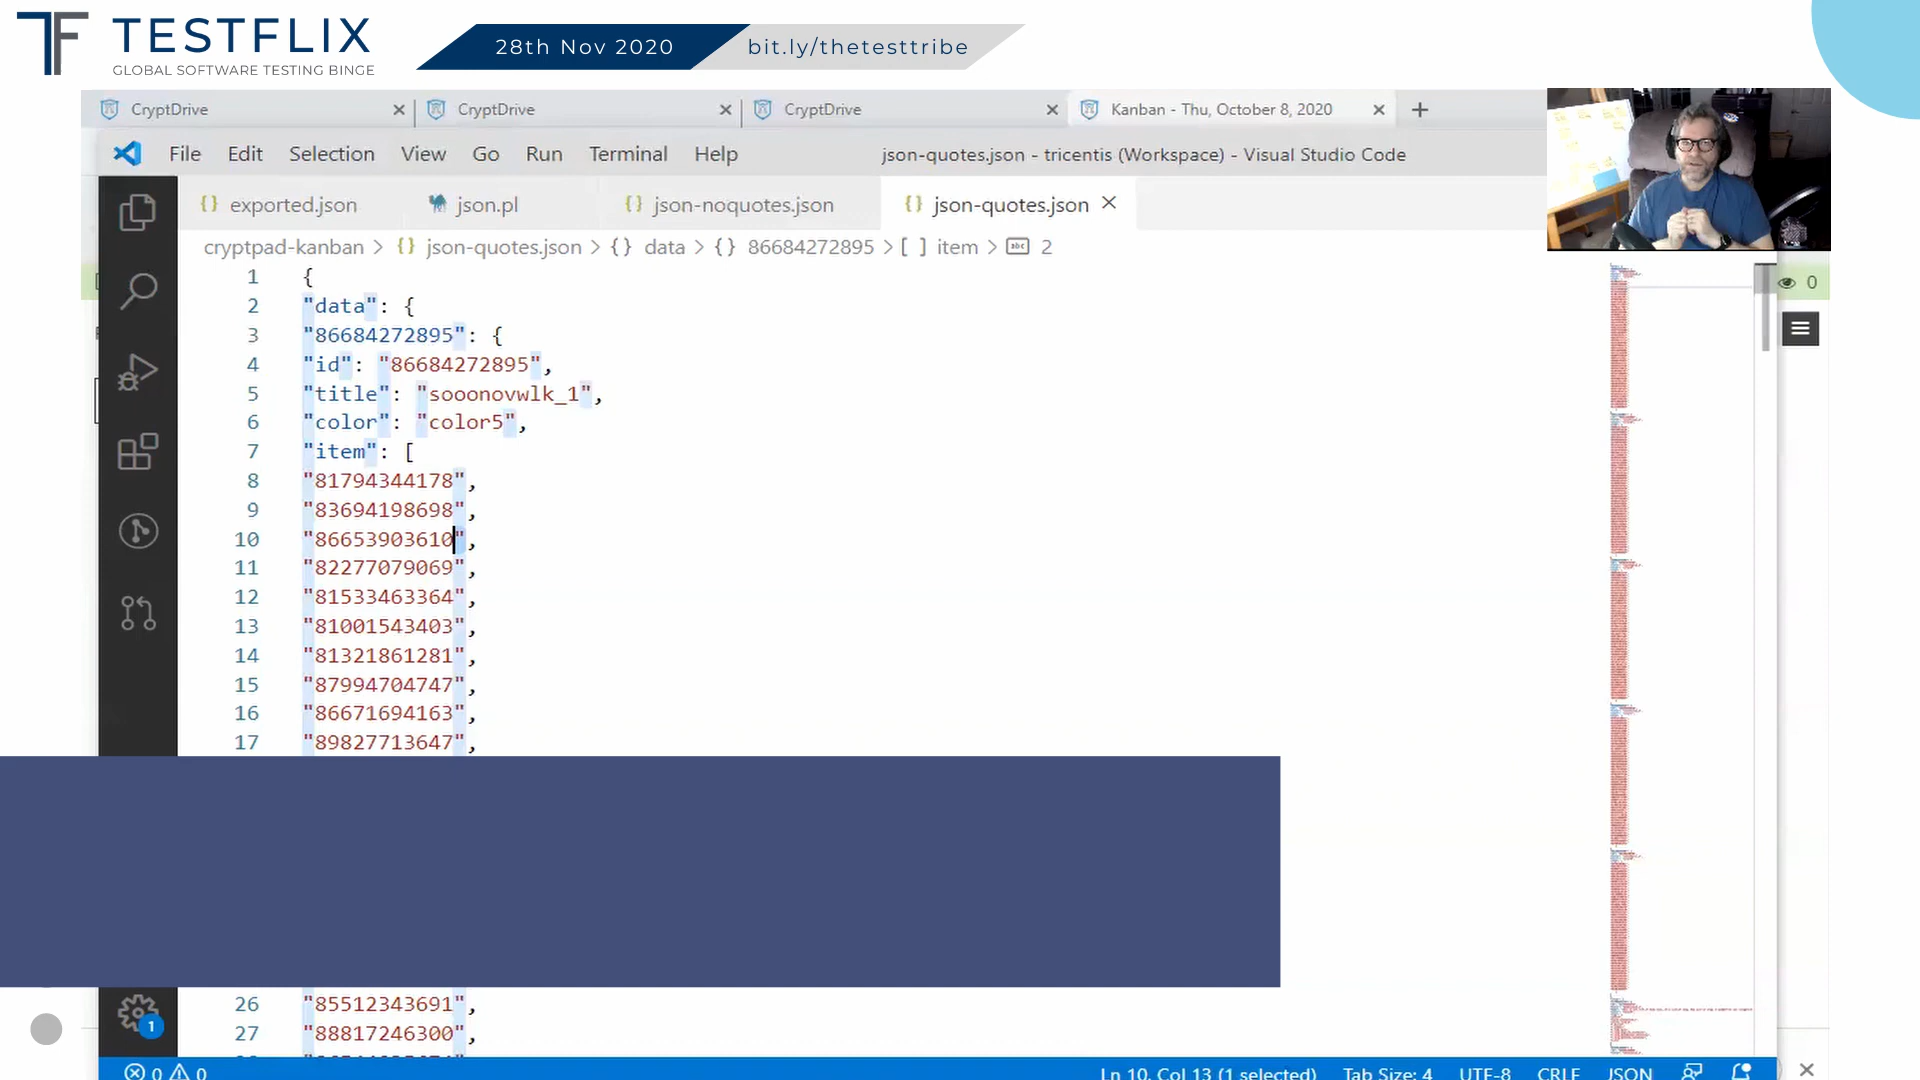 TF TESTFLIX
GLOBAL SOFTWARE TESTING BINGE
28th Nov 2020
bit.ly/thetesttribe
CryptDrive
CryptDrive
CryptDrive
Kanban - Thu, October 8, 2020
File Edit Selection View Go Run Terminal Help
json-quotes.json - tricentis (Workspace) - Visual Studio Code
exported.json
json.pl
json-noquotes.json
json-quotes.json
cryptpad-kanban > {} json-quotes.json > {} data > {} 86684272895 > [ ] item > abc 2
0
1 {
2 "data": {
3 "86684272895": {
4 "id": "86684272895",
5 "title": "sooonovwlk_1",
6 "color": "color5",
7 "item": [
8 "81794344178",
9 "83694198698",
10 "86653903610",
11 "82277079069",
12 "81533463364",
13 "81001543403",
14 "81321861281",
15 "87994704747",
16 "86671694163",
17 "89827713647",
26 "85512343691",
27 "88817246300",
1
0 0
Ln 10, Col 13 (1 selected) Tab Size: 4 UTF-8 CRLF JSON